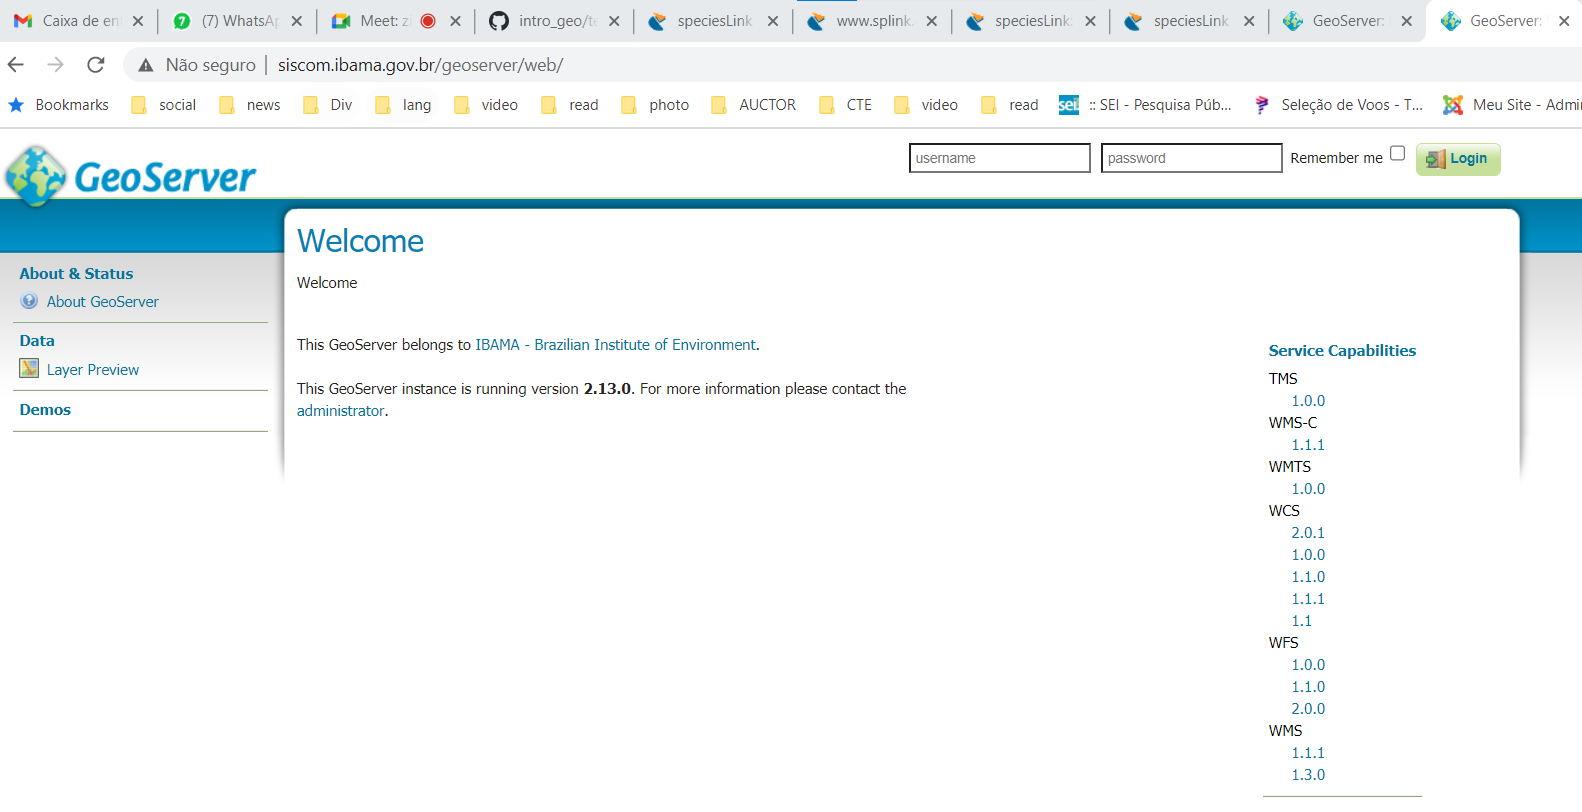 Caixa de en
(7) WhatsAp
Meet: z
intro_geo/te
speciesLink
www.splink.
speciesLink:
speciesLink
GeoServer:
GeoServer:
Não seguro | siscom.ibama.gov.br/geoserver/web/
Bookmarks social news Div lang video read photo AUCTOR CTE video read sei. :: SEI - Pesquisa Púb... Seleção de Voos - T... Meu Site - Admin
GeoServer
username password Remember me Login
Welcome
Welcome
About & Status
About GeoServer
Data
Layer Preview
Demos
This GeoServer belongs to IBAMA - Brazilian Institute of Environment.
This GeoServer instance is running version 2.13.0. For more information please contact the
administrator.
Service Capabilities
TMS
1.0.0
WMS-C
1.1.1
WMTS
1.0.0
WCS
2.0.1
1.0.0
1.1.0
1.1.1
1.1
WFS
1.0.0
1.1.0
2.0.0
WMS
1.1.1
1.3.0